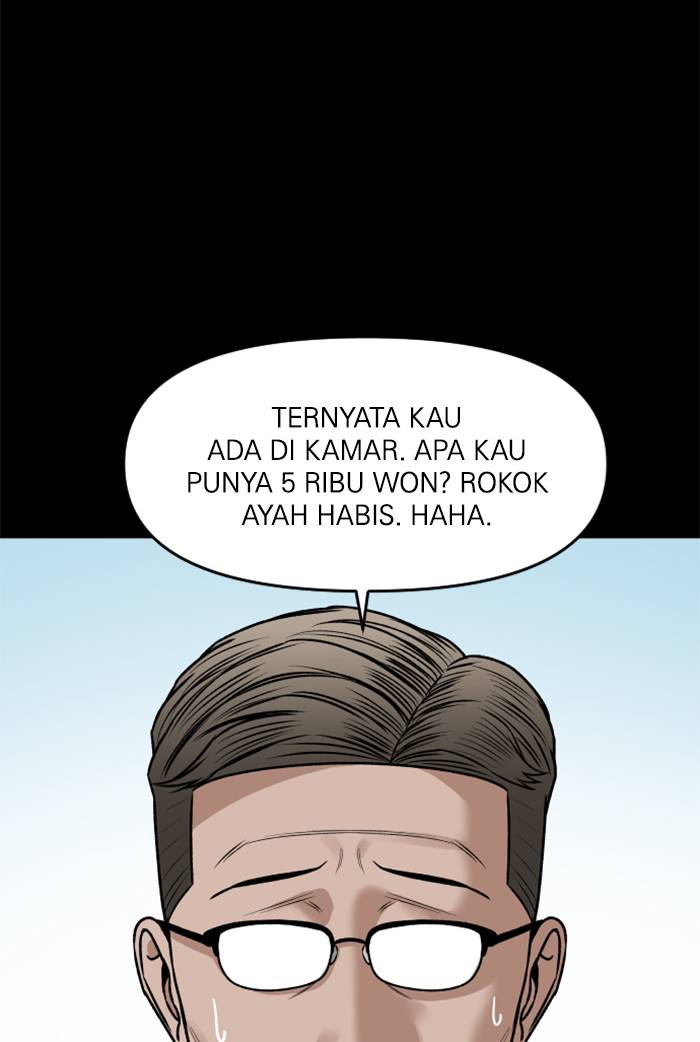 TERNYATA KAU
ADA DI KAMAR. APA KAU
PUNYA 5 RIBU WON? ROKOK
AYAH HABIS. HAHA.